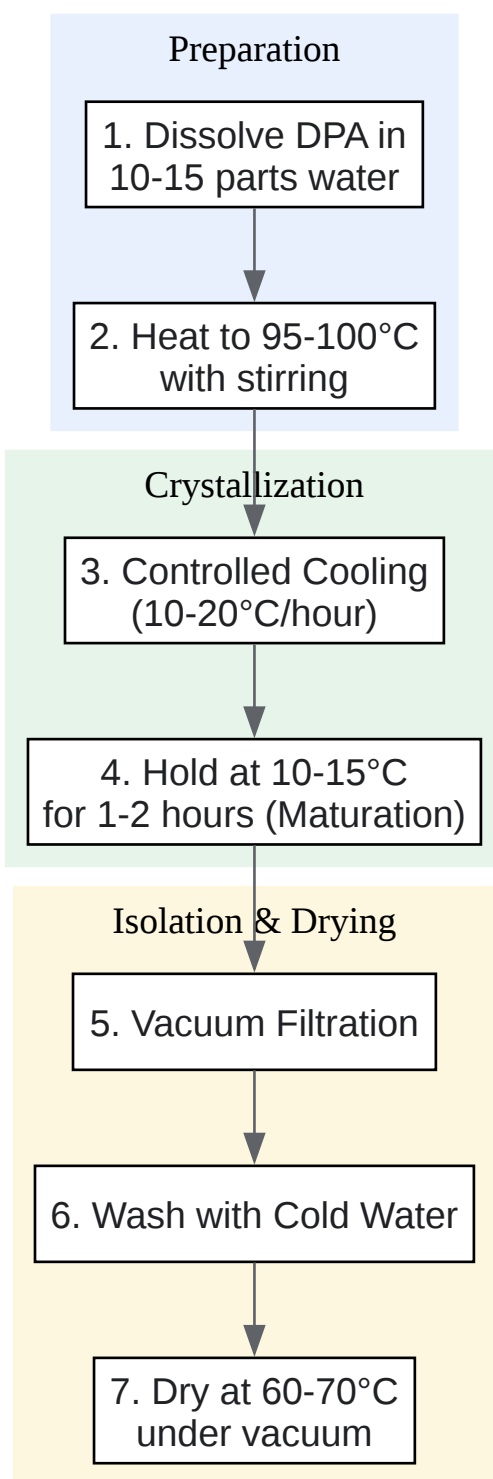 Preparation
1. Dissolve DPA in
10-15 parts water
2. Heat to 95-100°C
with stirring
Crystallization
3. Controlled Cooling
(10-20°C/hour)
4. Hold at 10-15°C
for 1-2 hours (Maturation)
Isolation & Drying
5. Vacuum Filtration
6. Wash with Cold Water
7. Dry at 60-70°C
under vacuum